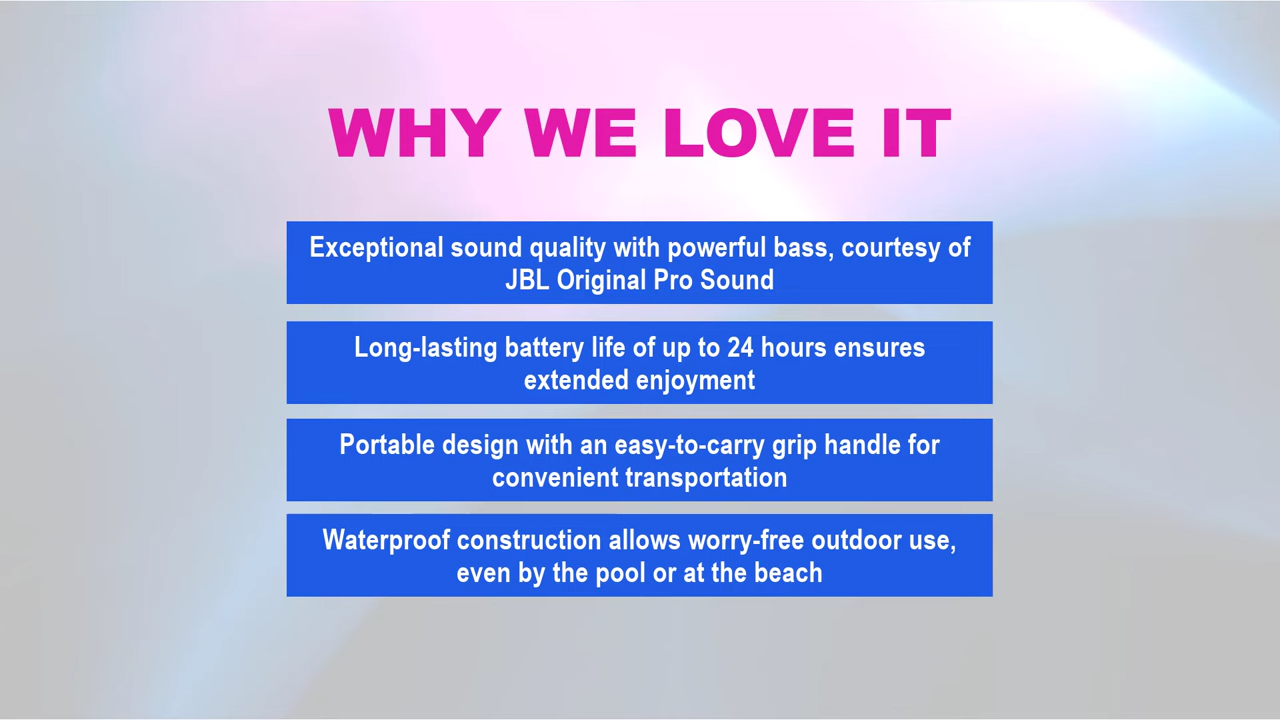 WHY WE LOVE IT
Exceptional sound quality with powerful bass, courtesy of
JBL Original Pro Sound
Long-lasting battery life of up to 24 hours ensures
extended enjoyment
Portable design with an easy-to-carry grip handle for
convenient transportation
Waterproof construction allows worry-free outdoor use,
even by the pool or at the beach